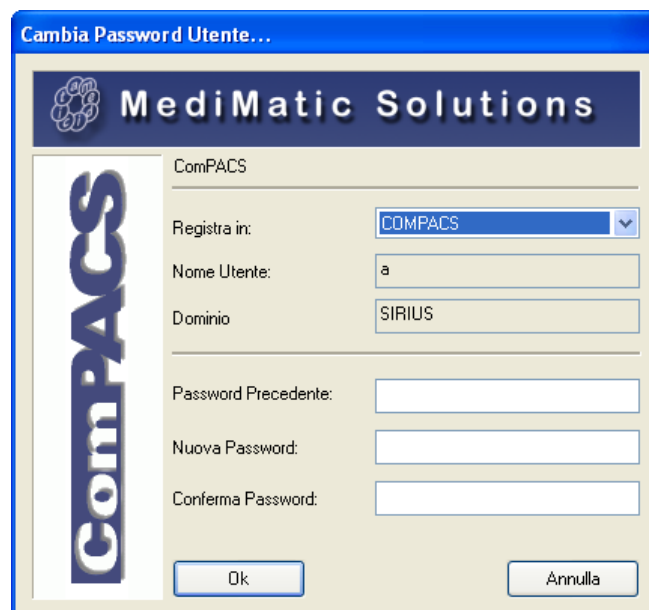 Cambia Password Utente...
MediMatic Solutions
ComPACS
ComPACS
Registra in: COMPACS
Nome Utente: a
Dominio SIRIUS
Password Precedente:
Nuova Password:
Conferma Password:
Ok Annulla